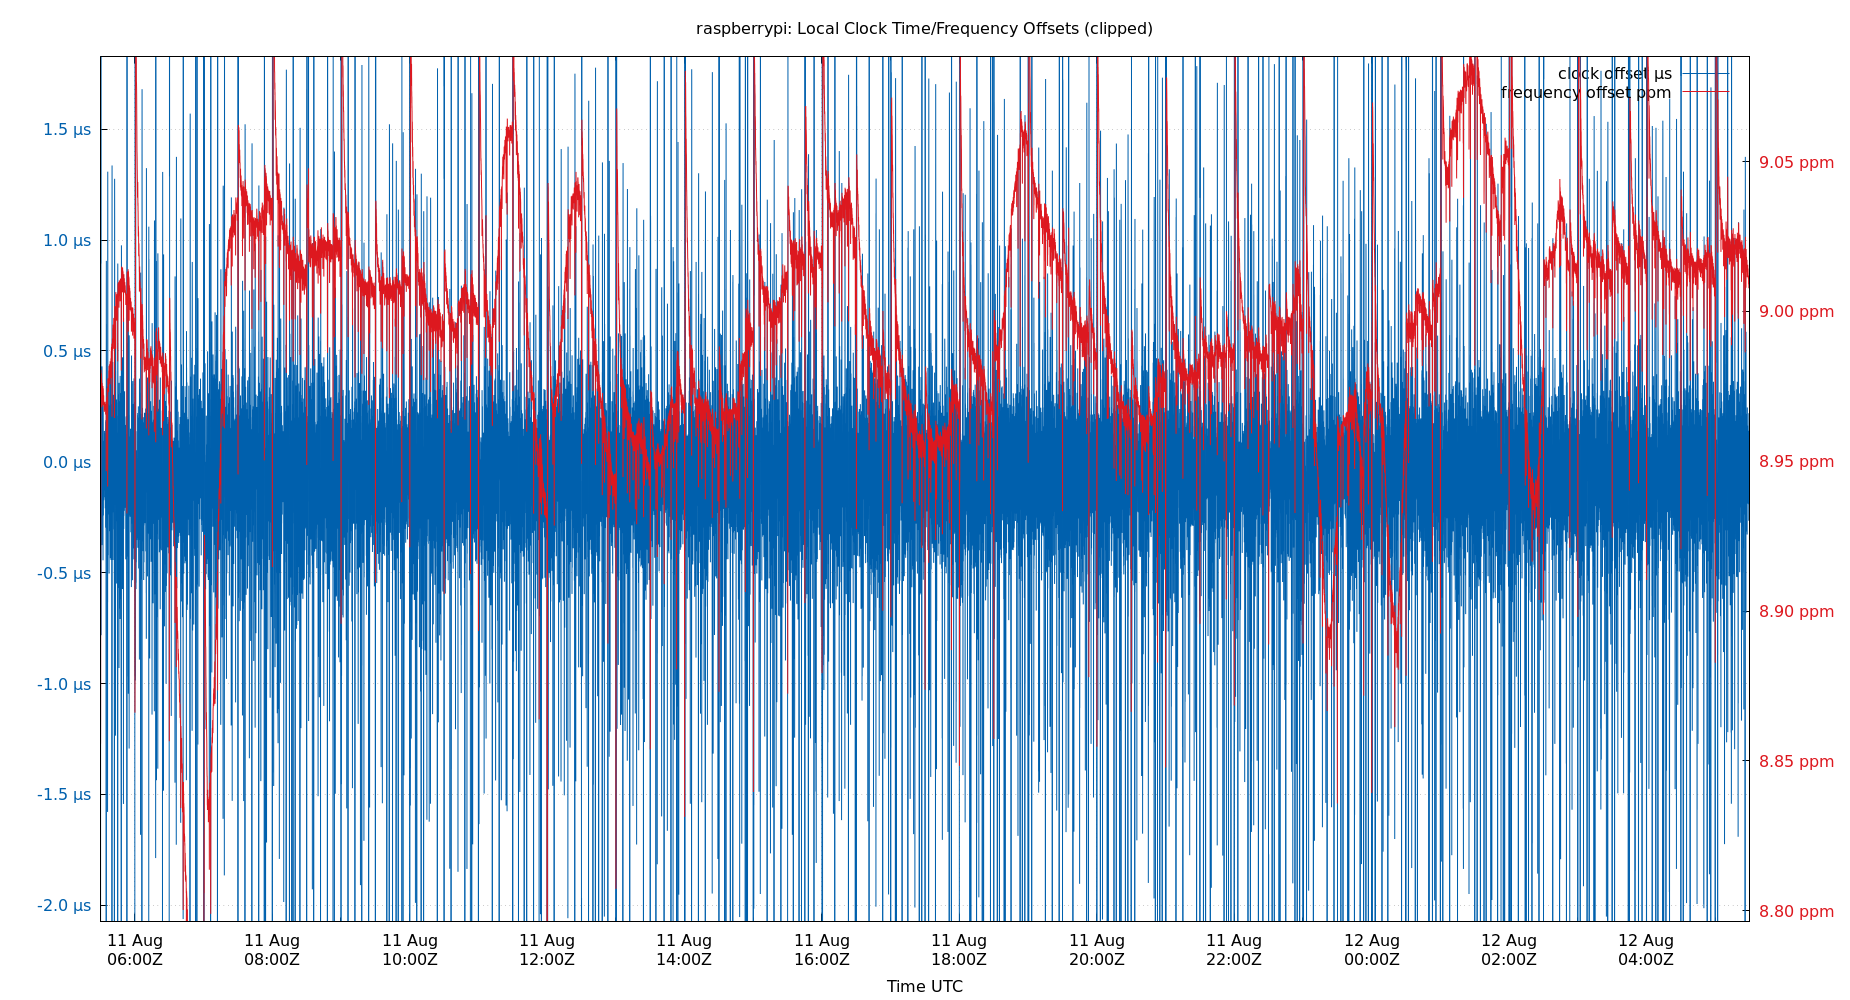 raspberrypi: Local Clock Time/Frequency Offsets (clipped)
clock offset µs
frequency offset ppm
1.5 µs
1.0 µs
0.5 µs
0.0 µs
-0.5 µs
-1.0 µs
-1.5 µs
-2.0 µs
9.05 ppm
9.00 ppm
8.95 ppm
8.90 ppm
8.85 ppm
8.80 ppm
11 Aug 11 Aug 11 Aug 11 Aug 11 Aug 11 Aug 11 Aug 11 Aug 11 Aug 12 Aug 12 Aug 12 Aug
06:00Z 08:00Z 10:00Z 12:00Z 14:00Z 16:00Z 18:00Z 20:00Z 22:00Z 00:00Z 02:00Z 04:00Z
Time UTC